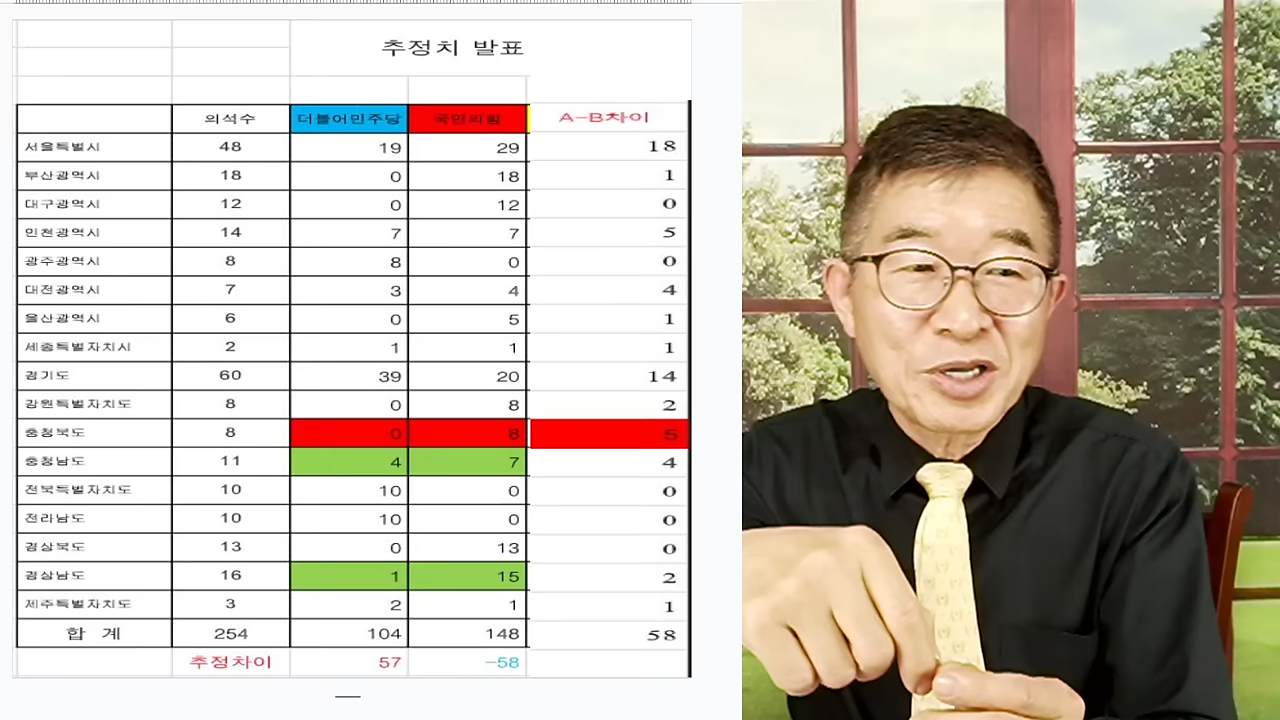 추정치 발표
의석수 더불어민주당 국민의힘 A-B차이
서울특별시 48 19 29 18
부산광역시 18 0 18 1
대구광역시 12 0 12 0
인천광역시 14 7 7 5
광주광역시 8 8 0 0
대전광역시 7 3 4 4
울산광역시 6 0 5 1
세종특별자치시 2 1 1 1
경기도 60 39 20 14
강원특별자치도 8 0 8 2
충청북도 8 0 8 5
충청남도 11 4 7 4
전북특별자치도 10 10 0 0
전라남도 10 10 0 0
경상북도 13 0 13 0
경상남도 16 1 15 2
제주특별자치도 3 2 1 1
합 계 254 104 148 58
추정차이 57 -58